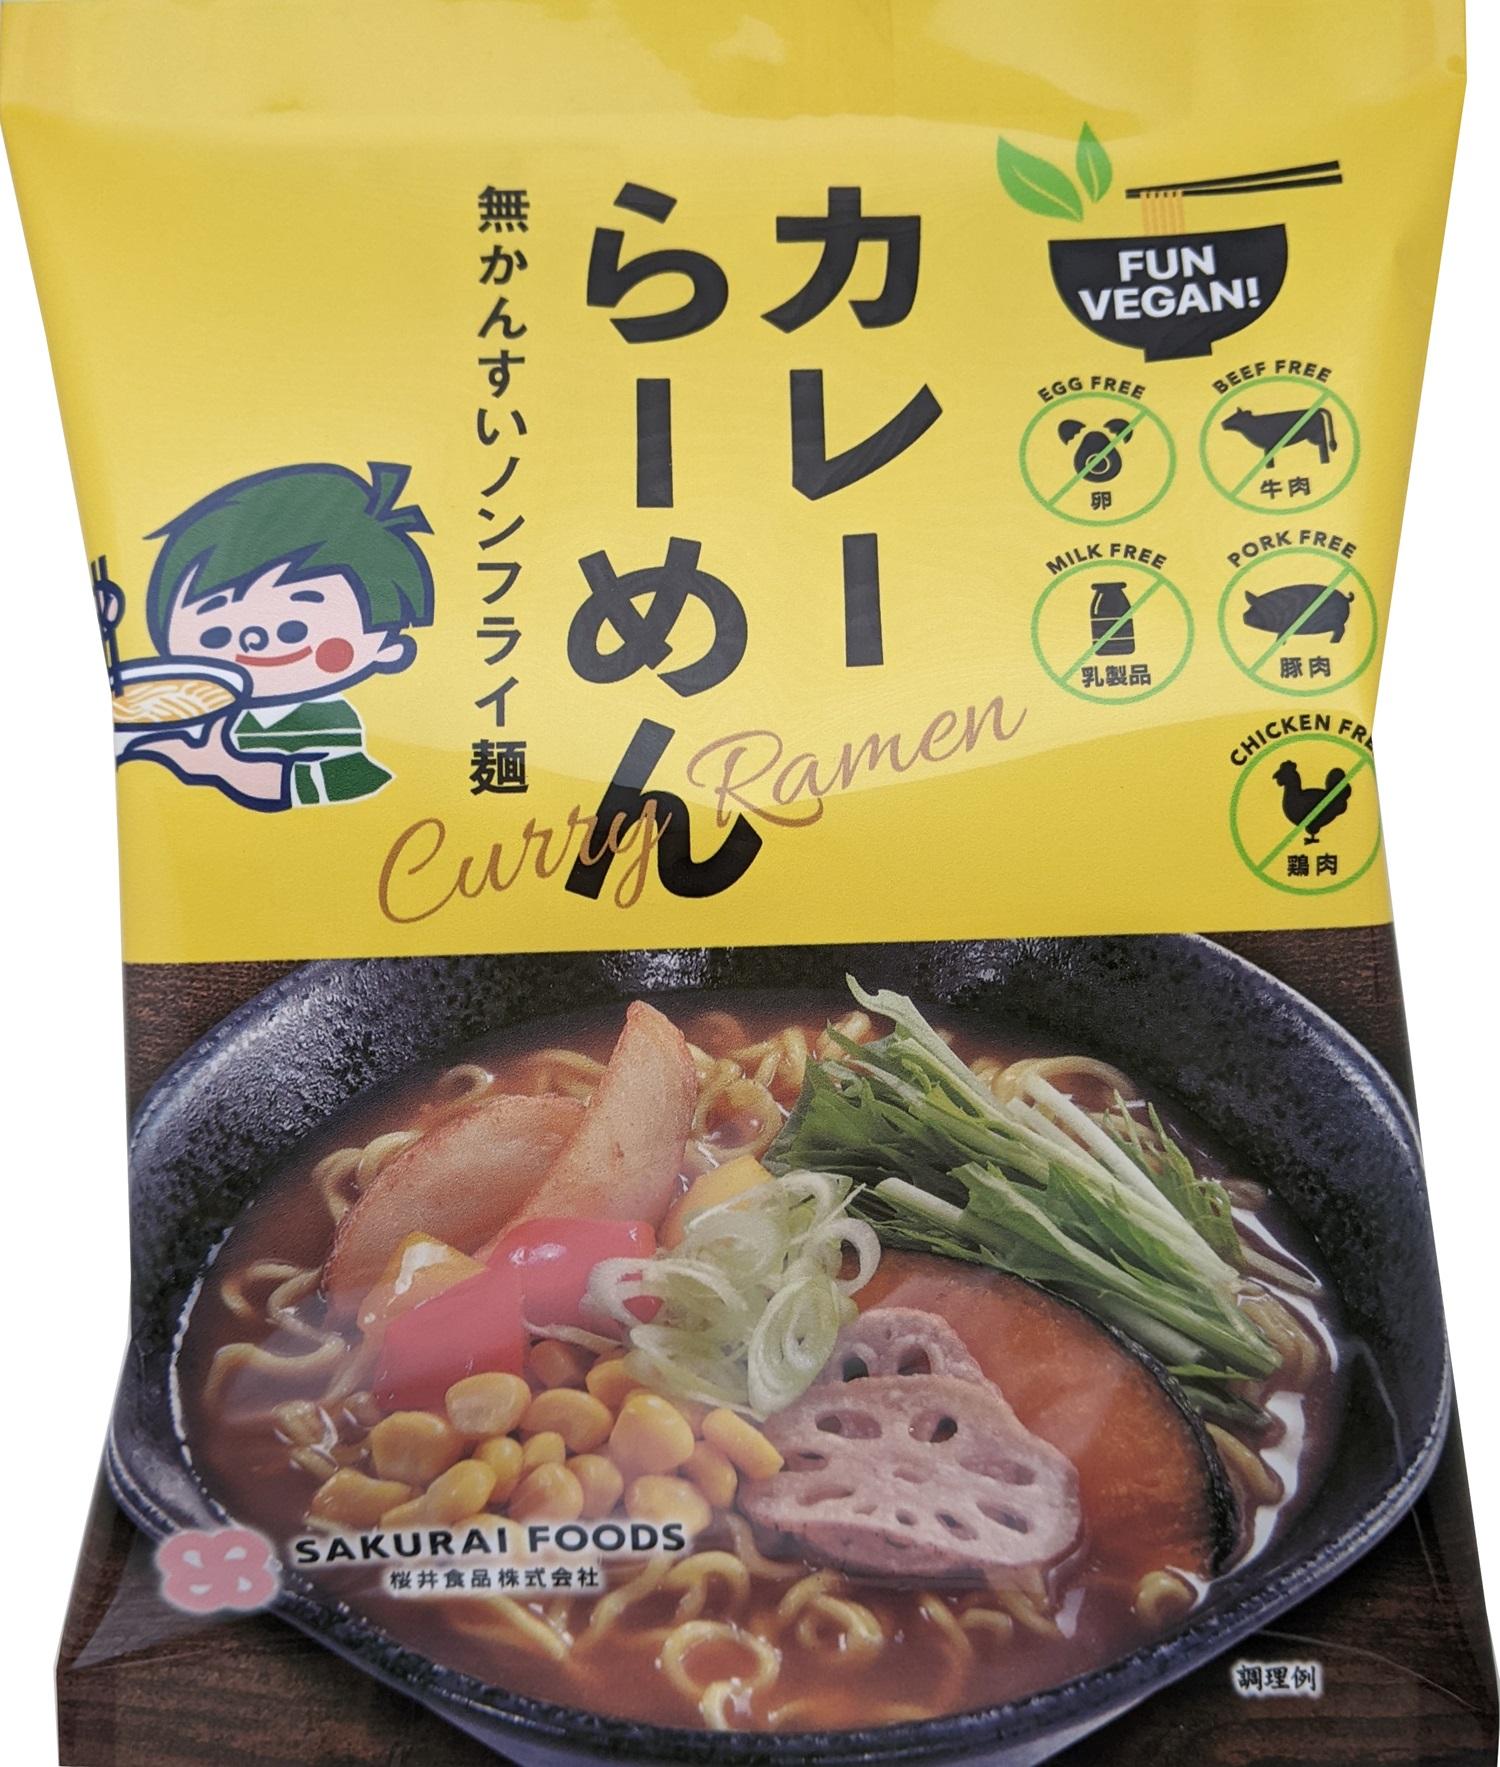 カレー
らーめん
無かんすいノンフライ麺
Curry Ramen
FUN
VEGAN!
EGG FREE
卵
BEEF FREE
牛肉
MILK FREE
乳製品
PORK FREE
豚肉
CHICKEN FRE
鶏肉
SAKURAI FOODS
桜井食品株式会社
調理例